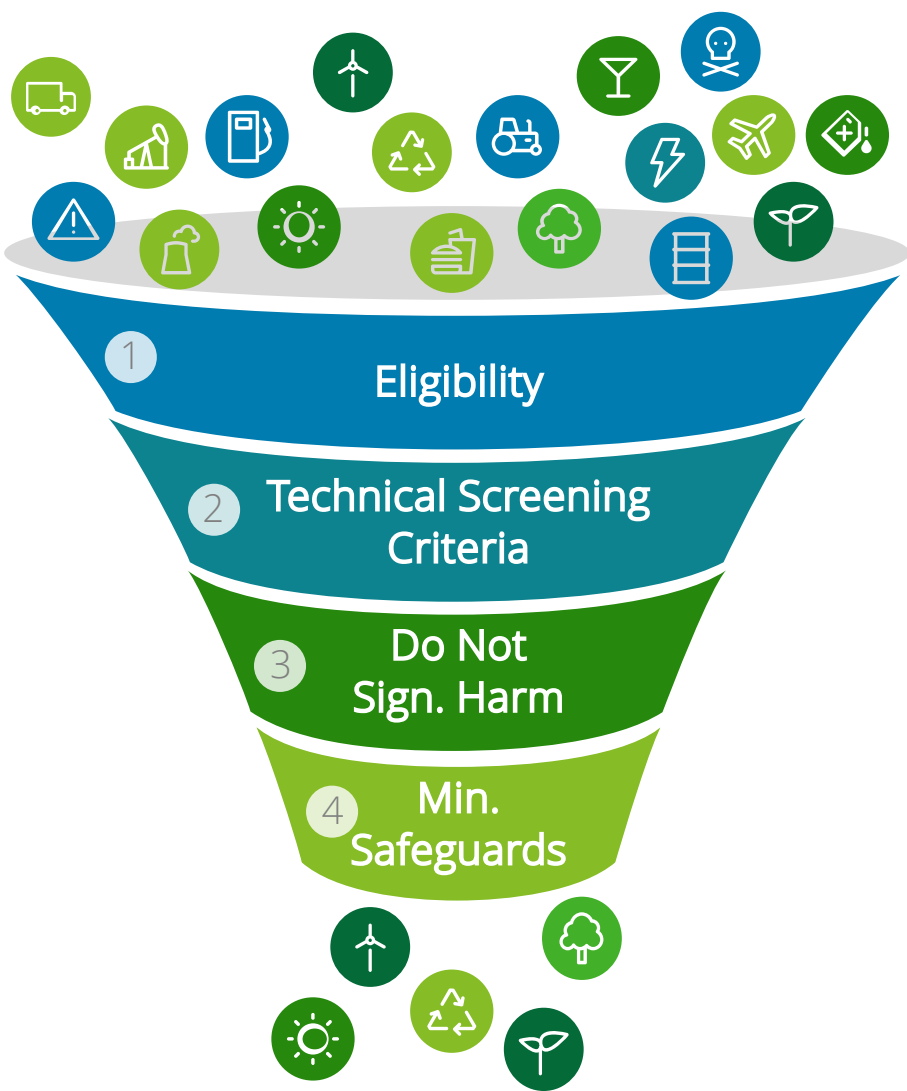 1
Eligibility
2
Technical Screening
Criteria
3
Do Not
Sign. Harm
4
Min.
Safeguards